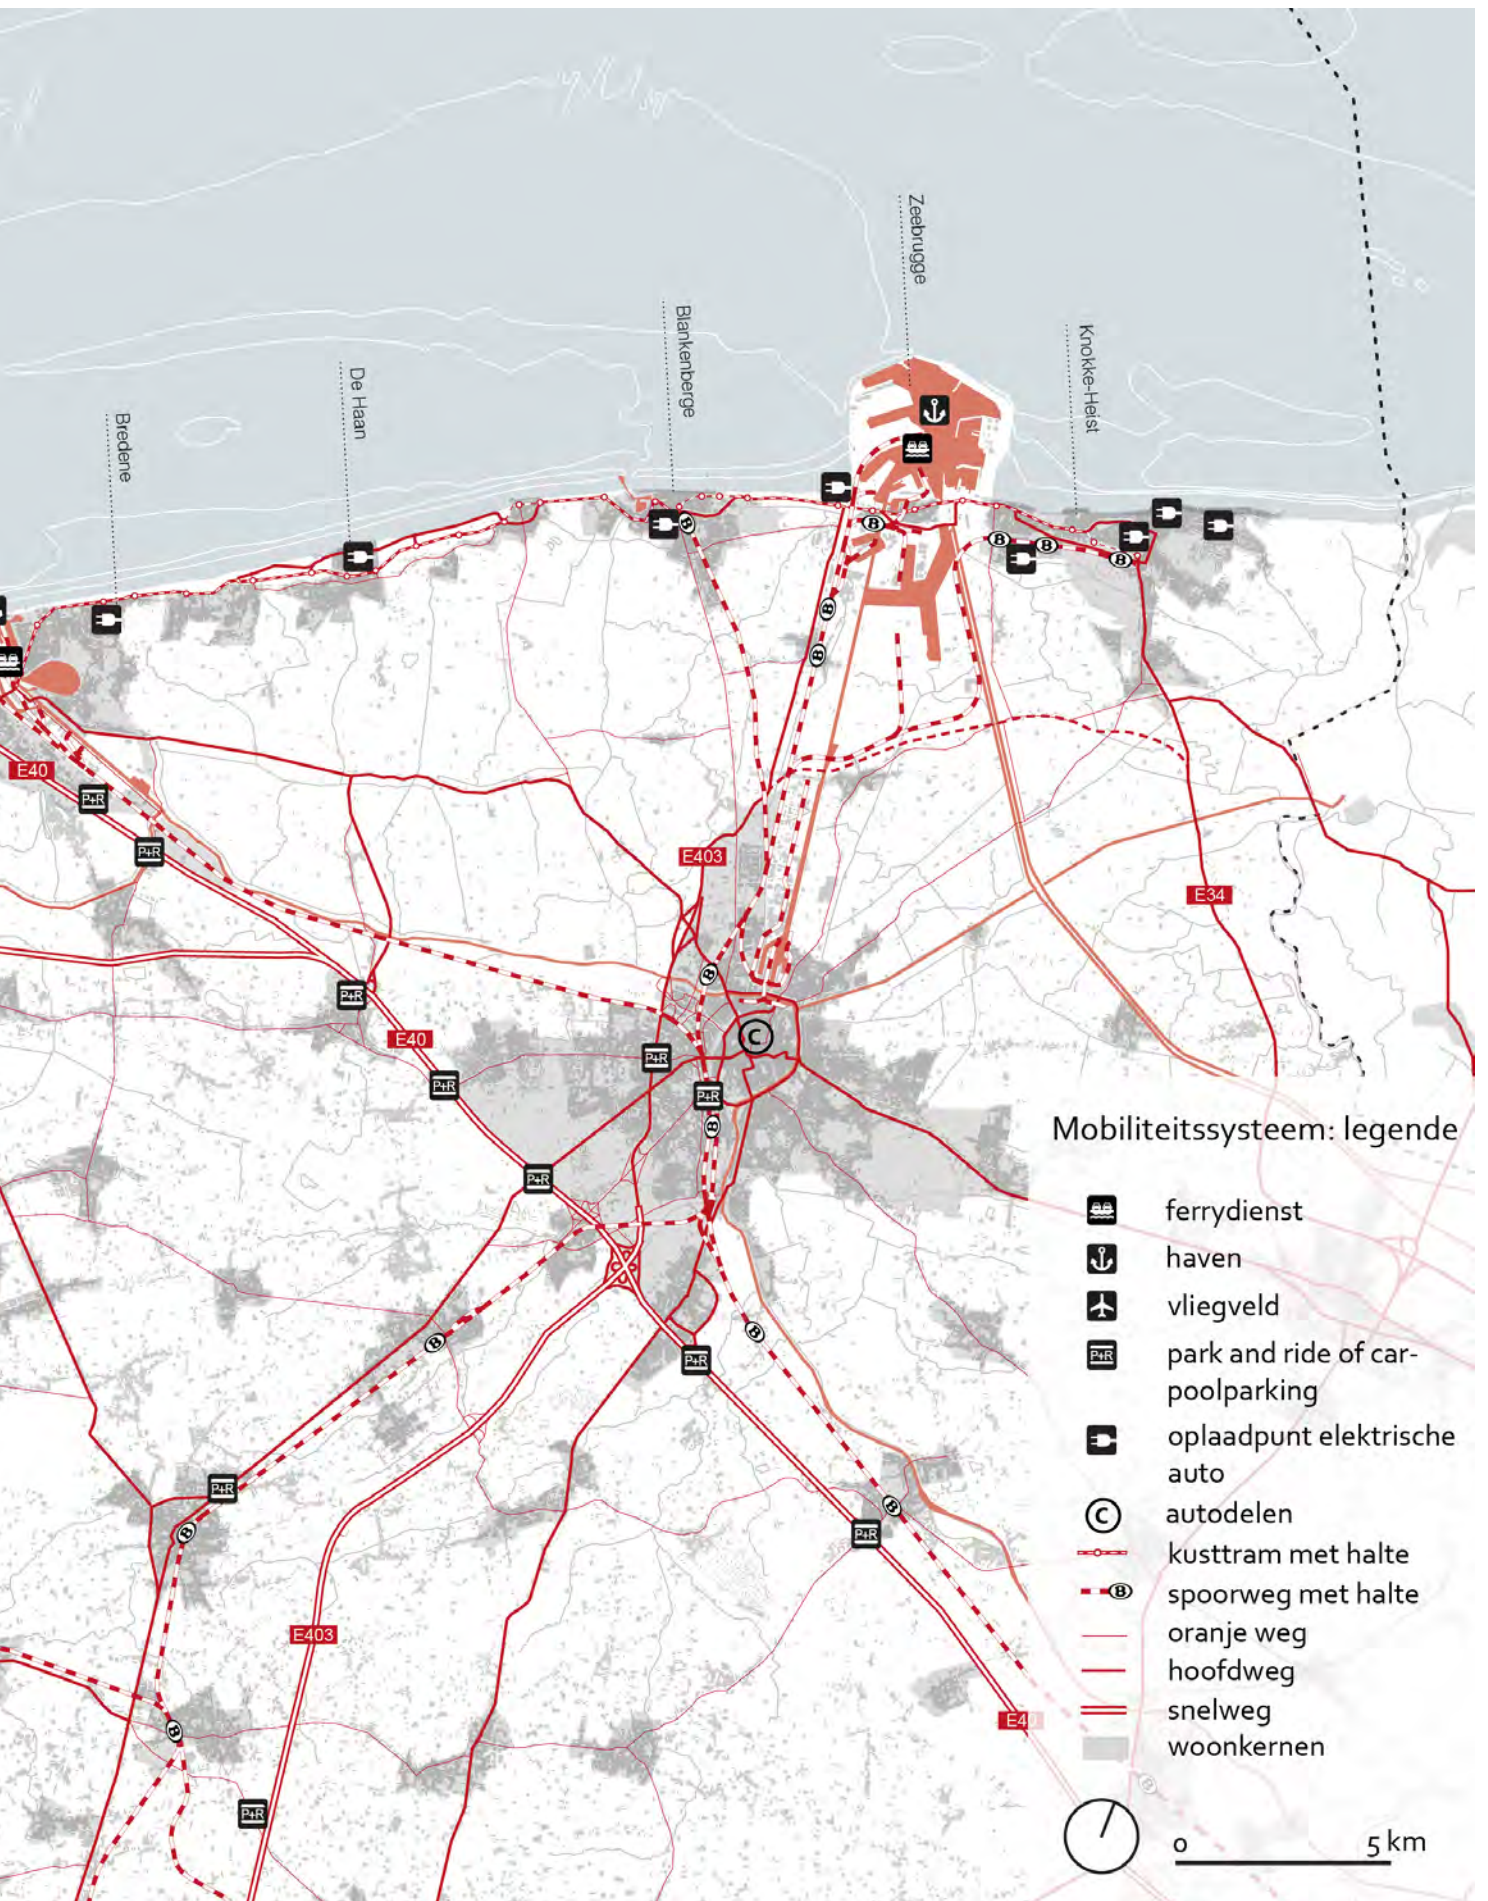 Zeebrugge
Blankenberge
Knokke-Heist
De Haan
Bredene
B
B
B
B
B
B
B
E40
P+R
P+R
E403
E34
B
P+R
C
E40
P+R
P+R
P+R
B
P+R
B
B
P+R
P+R
B
P+R
B
E403
E40
B
P+R
Mobiliteitssysteem: legende
ferrydienst
haven
vliegveld
P+R park and ride of car-
poolparking
oplaadpunt elektrische
auto
C autodelen
kusttram met halte
B spoorweg met halte
oranje weg
hoofdweg
snelweg
woonkernen
B
0 5 km